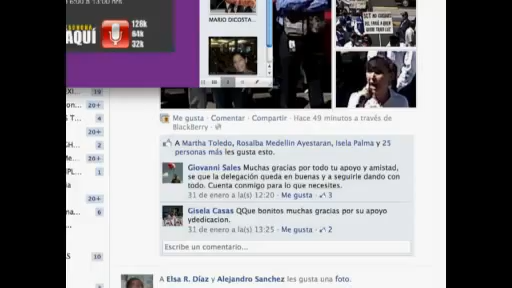 AQUÍ
128k
64k
32k
MARIO DICOSTA...
Me gusta · Comentar · Compartir · Hace 49 minutos a través de
BlackBerry ·
A Martha Toledo, Rosalba Medellin Ayestaran, Isela Palma y 25
personas más les gusta esto.
Giovanni Sales Muchas gracias por todo tu apoyo y amistad,
se que la delegación queda en buenas y a seguirle dando con
todo. Cuenta conmigo para lo que necesites.
31 de enero a la(s) 12:20 · Me gusta · 3
Gisela Casas QQue bonitos muchas gracias por su apoyo
ydedicacion.
31 de enero a la(s) 13:25 · Me gusta · 2
Escribe un comentario...
A Elsa R. Díaz y Alejandro Sanchez les gusta una foto.
XI...
19
20+
T...
20+
M...
IPL...
1
S...
20+
S
10